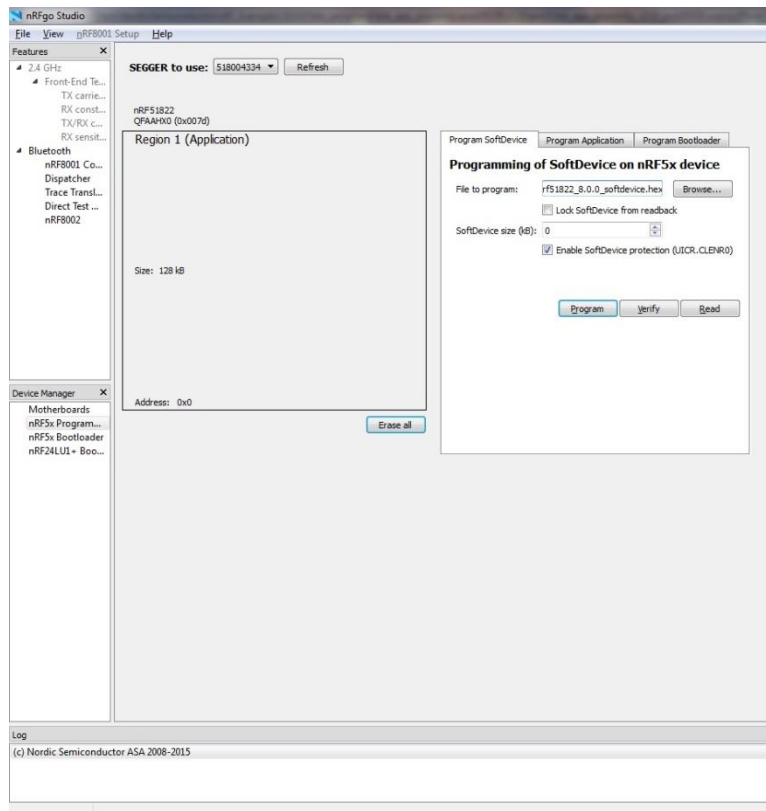 nRFgo Studio
File View nRF8001 Setup Help
Features ×
2.4 GHz
Front-End Te...
TX carrie...
RX const...
TX/RX c...
RX sensit...
Bluetooth
nRF8001 Co...
Dispatcher
Trace Transl...
Direct Test ...
nRF8002
SEGGER to use: 518004334 Refresh
nRF51822
QFAAHX0 (0x007d)
Region 1 (Application)
Size: 128 kB
Address: 0x0
Erase all
Program SoftDevice Program Application Program Bootloader
Programming of SoftDevice on nRF5x device
File to program: rf51822_8.0.0_softdevice.hex Browse...
Lock SoftDevice from readback
SoftDevice size (kB): 0
Enable SoftDevice protection (UICR.CLENR0)
Program Verify Read
Device Manager ×
Motherboards
nRF5x Program...
nRF5x Bootloader
nRF24LU1+ Boo...
Log
(c) Nordic Semiconductor ASA 2008-2015